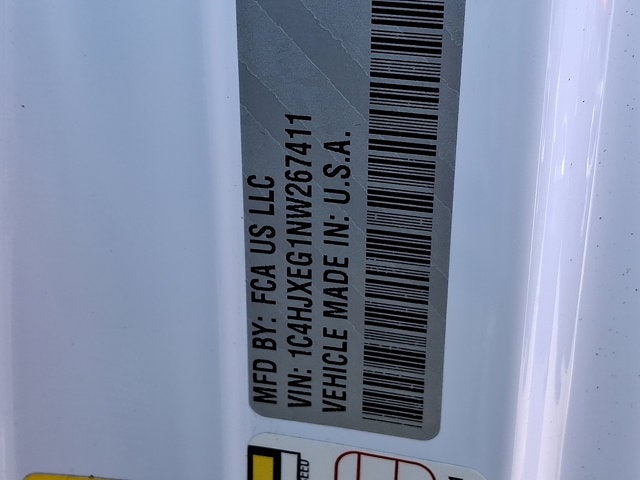 MFD BY: FCA US LLC
VIN: 1C4HJXEG1NW267411
VEHICLE MADE IN: U.S.A.